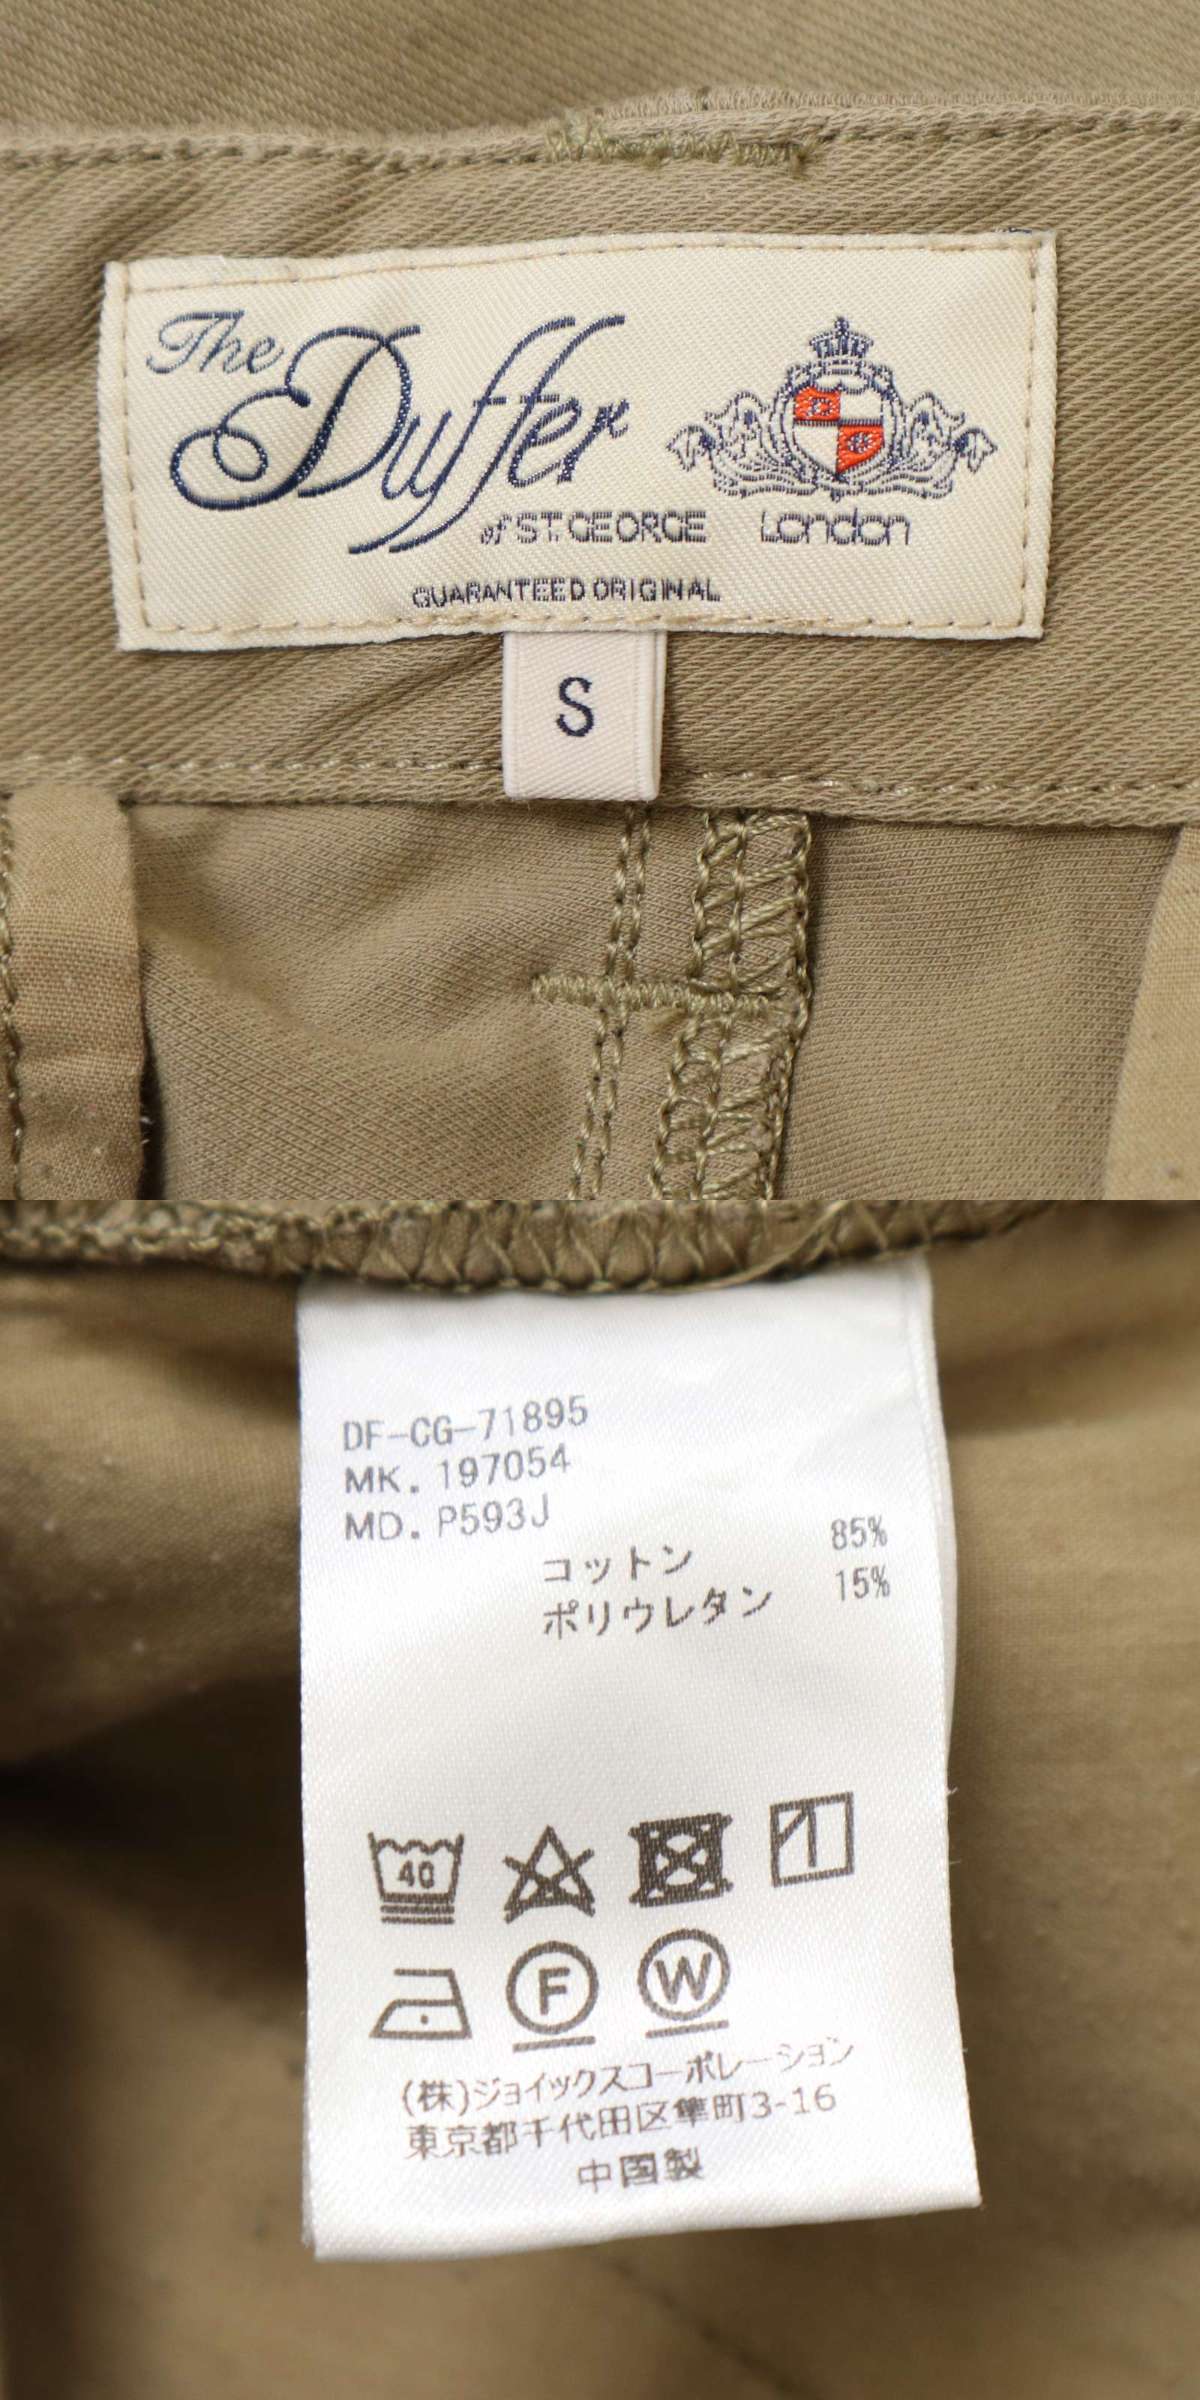 The
Duffer
of ST. GEORGE London
GUARANTEED ORIGINAL
S
DF-CG-71895
MK. 197054
MD. P593J
コットン 85%
ポリウレタン 15%
40
F W
(株)ジョイックスコーポレーション
東京都千代田区隼町3-16
中国製